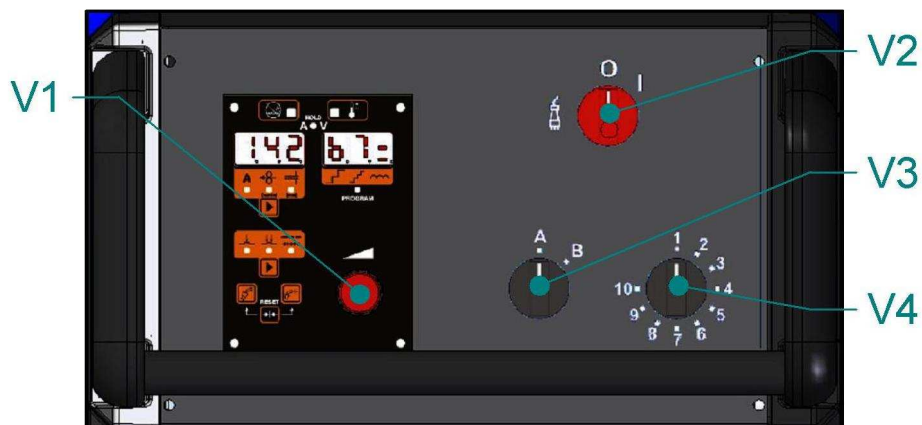 V1
V2
V3
V4
O
I
HOLD
A V
1.4.2
6.7.=
A
PROGRAM
RESET
A
B
1
2
3
4
5
6
7
8
9
10